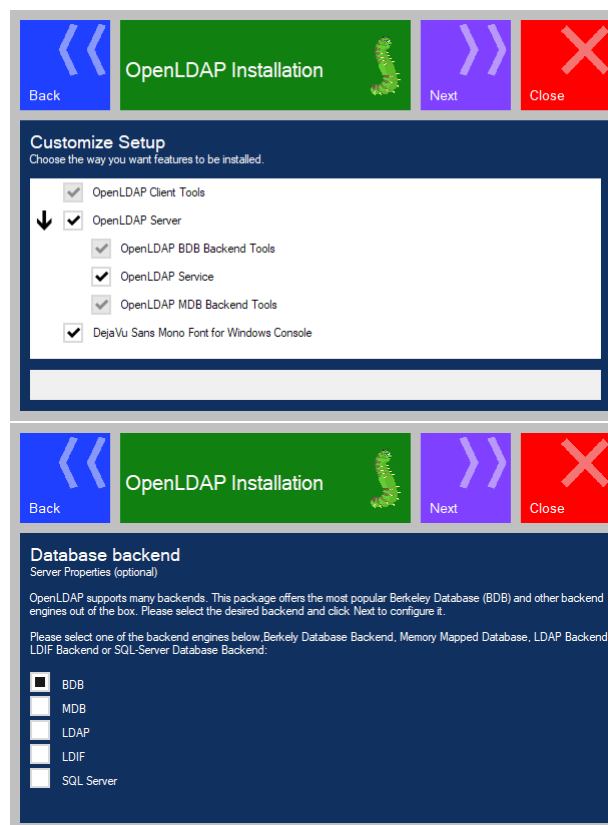 Back
OpenLDAP Installation
Next
Close
Customize Setup
Choose the way you want features to be installed.
OpenLDAP Client Tools
OpenLDAP Server
OpenLDAP BDB Backend Tools
OpenLDAP Service
OpenLDAP MDB Backend Tools
DejaVu Sans Mono Font for Windows Console
Back
OpenLDAP Installation
Next
Close
Database backend
Server Properties (optional)
OpenLDAP supports many backends. This package offers the most popular Berkeley Database (BDB) and other backend
engines out of the box. Please select the desired backend and click Next to configure it.
Please select one of the backend engines below,Berkely Database Backend, Memory Mapped Database, LDAP Backend
LDIF Backend or SQL-Server Database Backend:
BDB
MDB
LDAP
LDIF
SQL Server